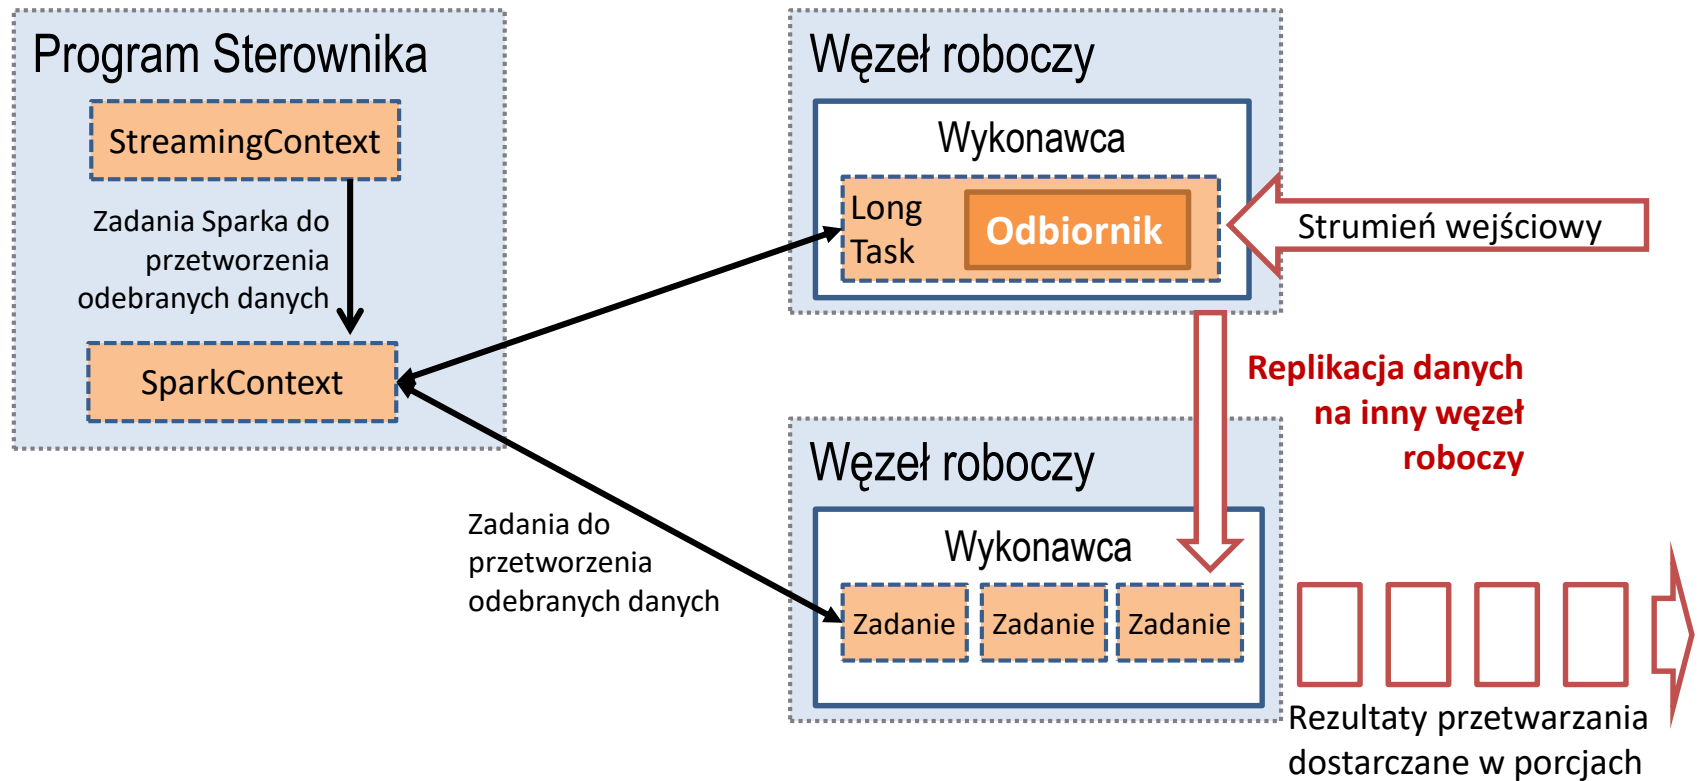 Program Sterownika
StreamingContext
Zadania Sparka do
przetworzenia
odebranych danych
SparkContext
Węzeł roboczy
Wykonawca
Long
Task
Odbiornik
Strumień wejściowy
Replikacja danych
na inny węzeł
roboczy
Zadania do
przetworzenia
odebranych danych
Węzeł roboczy
Wykonawca
Zadanie Zadanie Zadanie
Rezultaty przetwarzania
dostarczane w porcjach